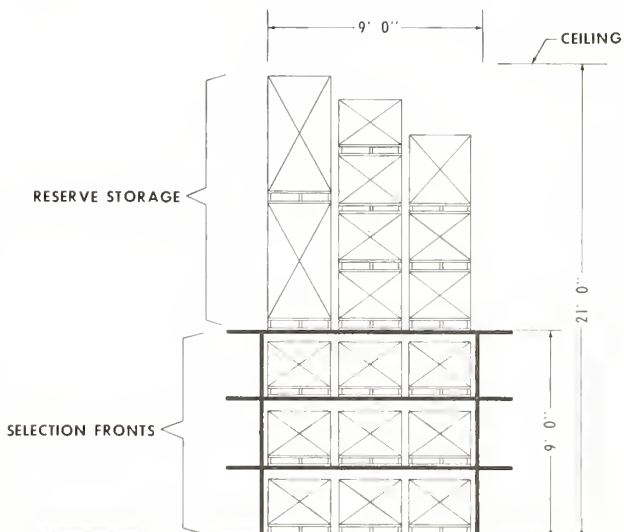 9' 0''
CEILING
RESERVE STORAGE
21' 0''
SELECTION FRONTS
9' 0''